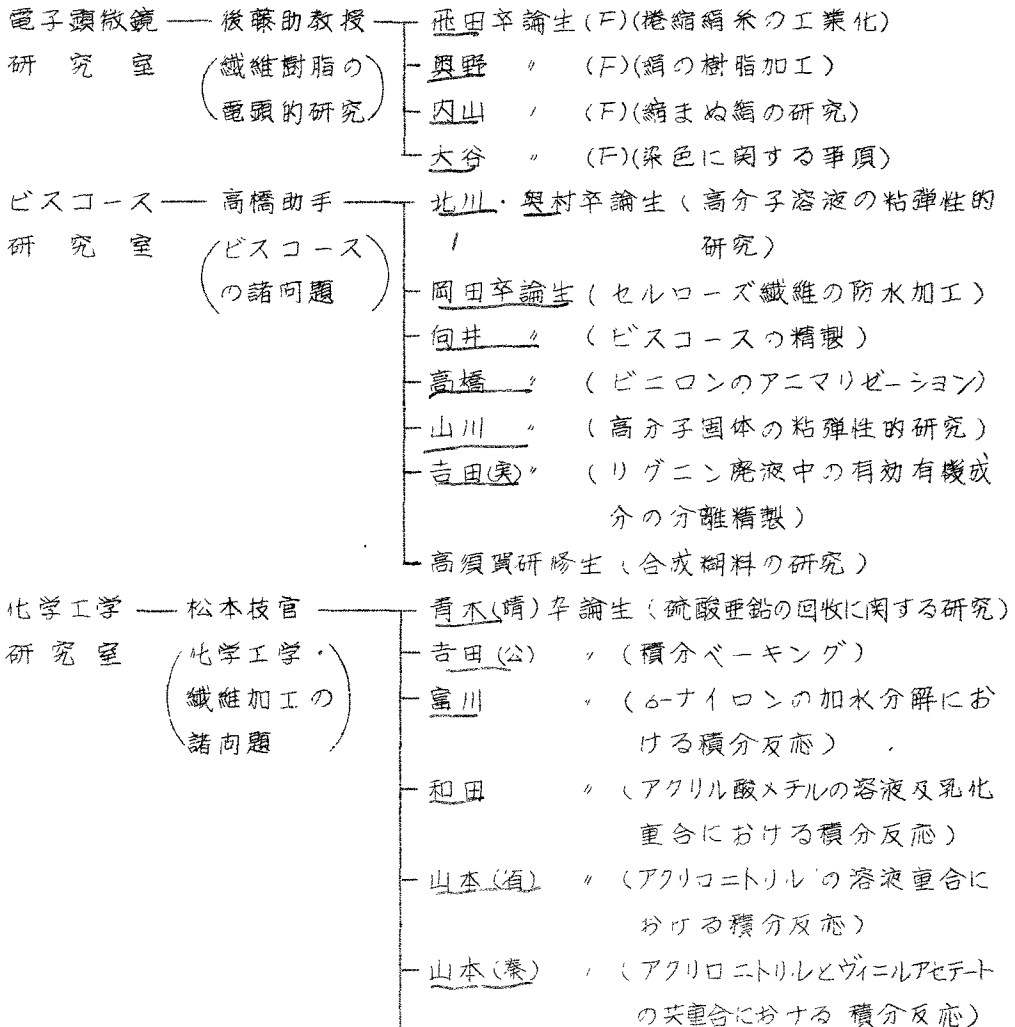 電子顕微鏡 ── 後藤助教授 ── 飛田卒論生(F)(捲縮絹糸の工業化)
研究室 (繊維樹脂の 奥野 〃 (F)(絹の樹脂加工)
電顕的研究) 内山 〃 (F)(縮まぬ絹の研究)
大谷 〃 (F)(染色に関する事項)
ビスコース ── 高橋助手 ── 北川・奥村卒論生(高分子溶液の粘弾性的
研究室 研究)
(ビスコース
の諸问題) 岡田卒論生(セルローズ繊維の防水加工)
向井 〃 (ビスコースの精製)
高橋 〃 (ビニロンのアニマリゼーション)
山川 〃 (高分子固体の粘弾性的研究)
吉田(実)〃 (リグニン廃液中の有効有機成
分の分離精製)
高須賀研修生(合成糊料の研究)
化学工学 ── 松本技官 ── 青木(靖)卒論生(硫酸亜鉛の回收に関する研究)
研究室 (化学工学・ 吉田(公) 〃 (積分ベーキング)
繊維加工の 富川 〃 (6-ナイロンの加水分解にお
諸问題) ける積分反応)
和田 〃 (アクリル酸メチルの溶液及乳化
重合における積分反応)
山本(侑) 〃 (アクリロニトリルの溶液重合に
おける積分反応)
山本(泰) 〃 (アクリロニトリルとヴィニルアセテート
の共重合における積分反応)